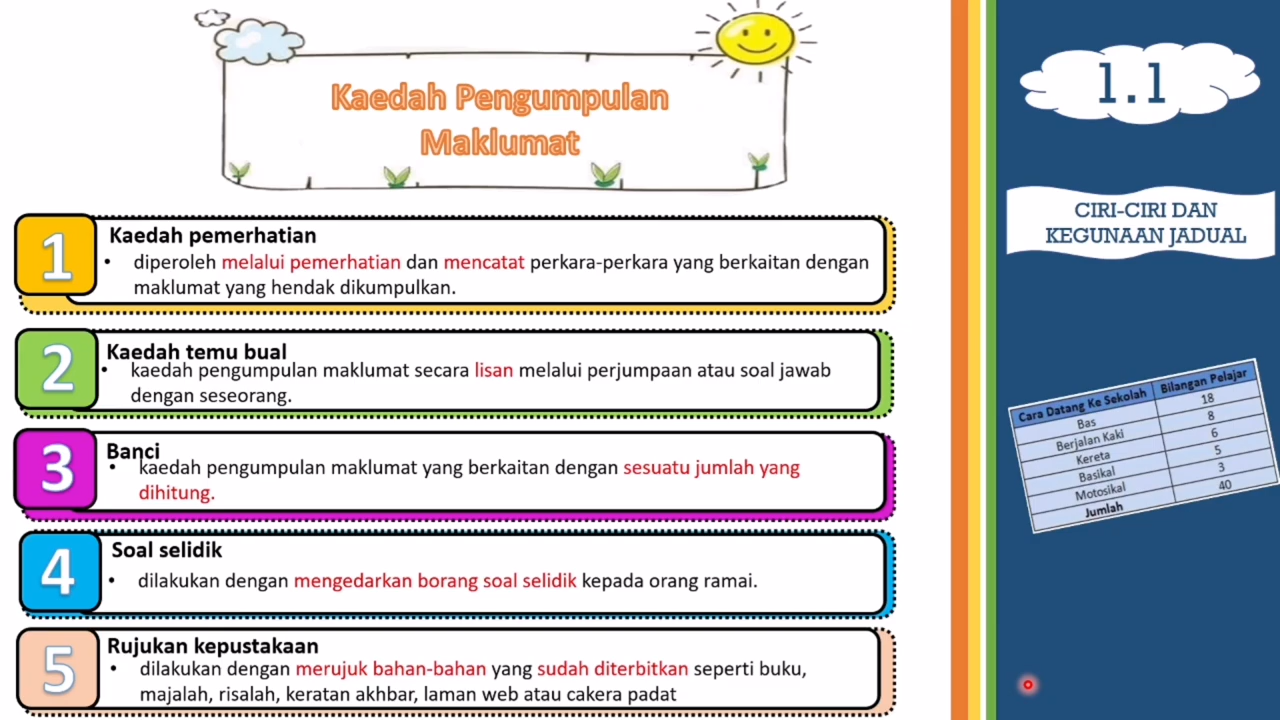 Kaedah Pengumpulan
Maklumat
1
Kaedah pemerhatian
• diperoleh melalui pemerhatian dan mencatat perkara-perkara yang berkaitan dengan
maklumat yang hendak dikumpulkan.
2
Kaedah temu bual
• kaedah pengumpulan maklumat secara lisan melalui perjumpaan atau soal jawab
dengan seseorang.
3
Banci
• kaedah pengumpulan maklumat yang berkaitan dengan sesuatu jumlah yang
dihitung.
4
Soal selidik
• dilakukan dengan mengedarkan borang soal selidik kepada orang ramai.
5
Rujukan kepustakaan
• dilakukan dengan merujuk bahan-bahan yang sudah diterbitkan seperti buku,
majalah, risalah, keratan akhbar, laman web atau cakera padat
1.1
CIRI-CIRI DAN
KEGUNAAN JADUAL
Cara Datang Ke Sekolah Bilangan Pelajar
Bas 18
Berjalan Kaki 8
Kereta 6
Basikal 5
Motosikal 3
Jumlah 40